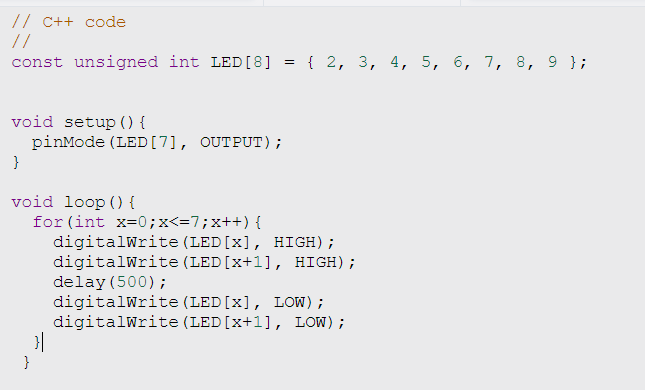 // C++ code
//
const unsigned int LED[8] = { 2, 3, 4, 5, 6, 7, 8, 9 };
void setup(){
  pinMode(LED[7], OUTPUT);
}
void loop(){
  for(int x=0;x<=7;x++){
    digitalWrite(LED[x], HIGH);
    digitalWrite(LED[x+1], HIGH);
    delay(500);
    digitalWrite(LED[x], LOW);
    digitalWrite(LED[x+1], LOW);
  }
 }